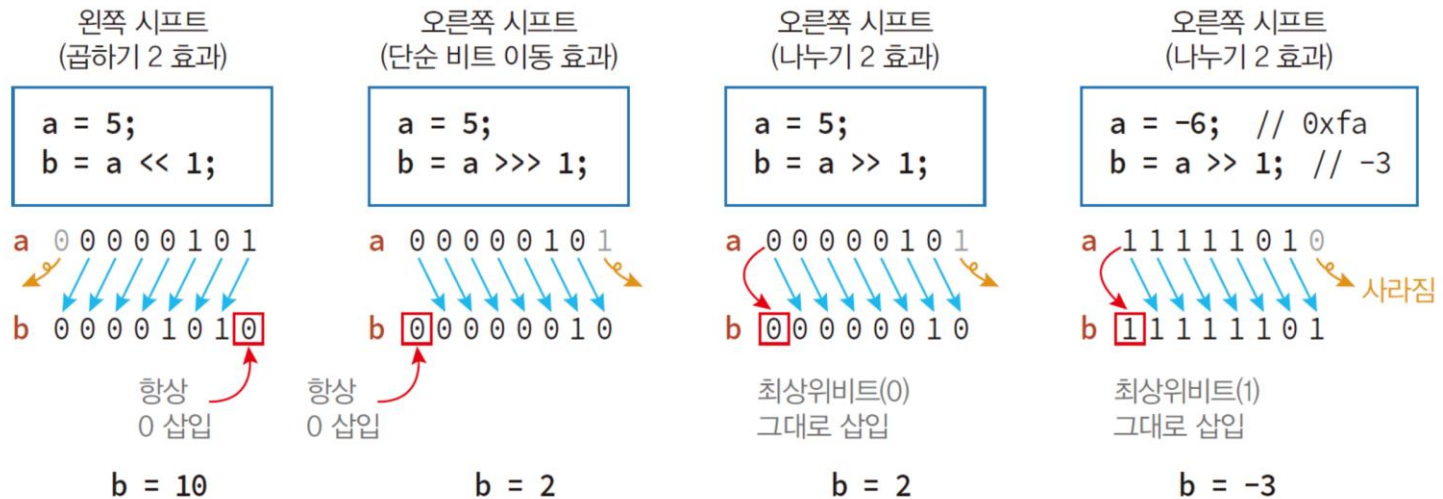 왼쪽 시프트
(곱하기 2 효과)
a = 5;
b = a << 1;
a 0 0 0 0 0 1 0 1
b 0 0 0 0 1 0 1 0
항상
0 삽입
b = 10
오른쪽 시프트
(단순 비트 이동 효과)
a = 5;
b = a >>> 1;
a 0 0 0 0 0 1 0 1
b 0 0 0 0 0 0 1 0
항상
0 삽입
b = 2
오른쪽 시프트
(나누기 2 효과)
a = 5;
b = a >> 1;
a 0 0 0 0 0 1 0 1
b 0 0 0 0 0 0 1 0
최상위비트(0)
그대로 삽입
b = 2
오른쪽 시프트
(나누기 2 효과)
a = -6; // 0xfa
b = a >> 1; // -3
a 1 1 1 1 1 0 1 0
사라짐
b 1 1 1 1 1 1 0 1
최상위비트(1)
그대로 삽입
b = -3